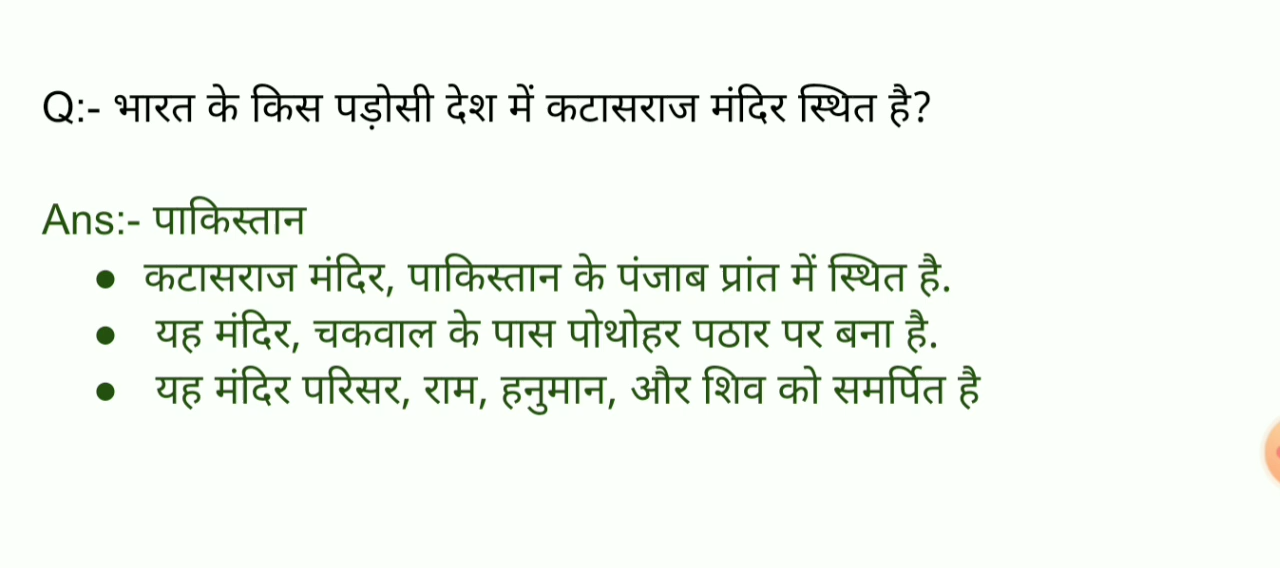 Q:- भारत के किस पड़ोसी देश में कटासराज मंदिर स्थित है?
Ans:- पाकिस्तान
● कटासराज मंदिर, पाकिस्तान के पंजाब प्रांत में स्थित है.
● यह मंदिर, चकवाल के पास पोथोहर पठार पर बना है.
● यह मंदिर परिसर, राम, हनुमान, और शिव को समर्पित है